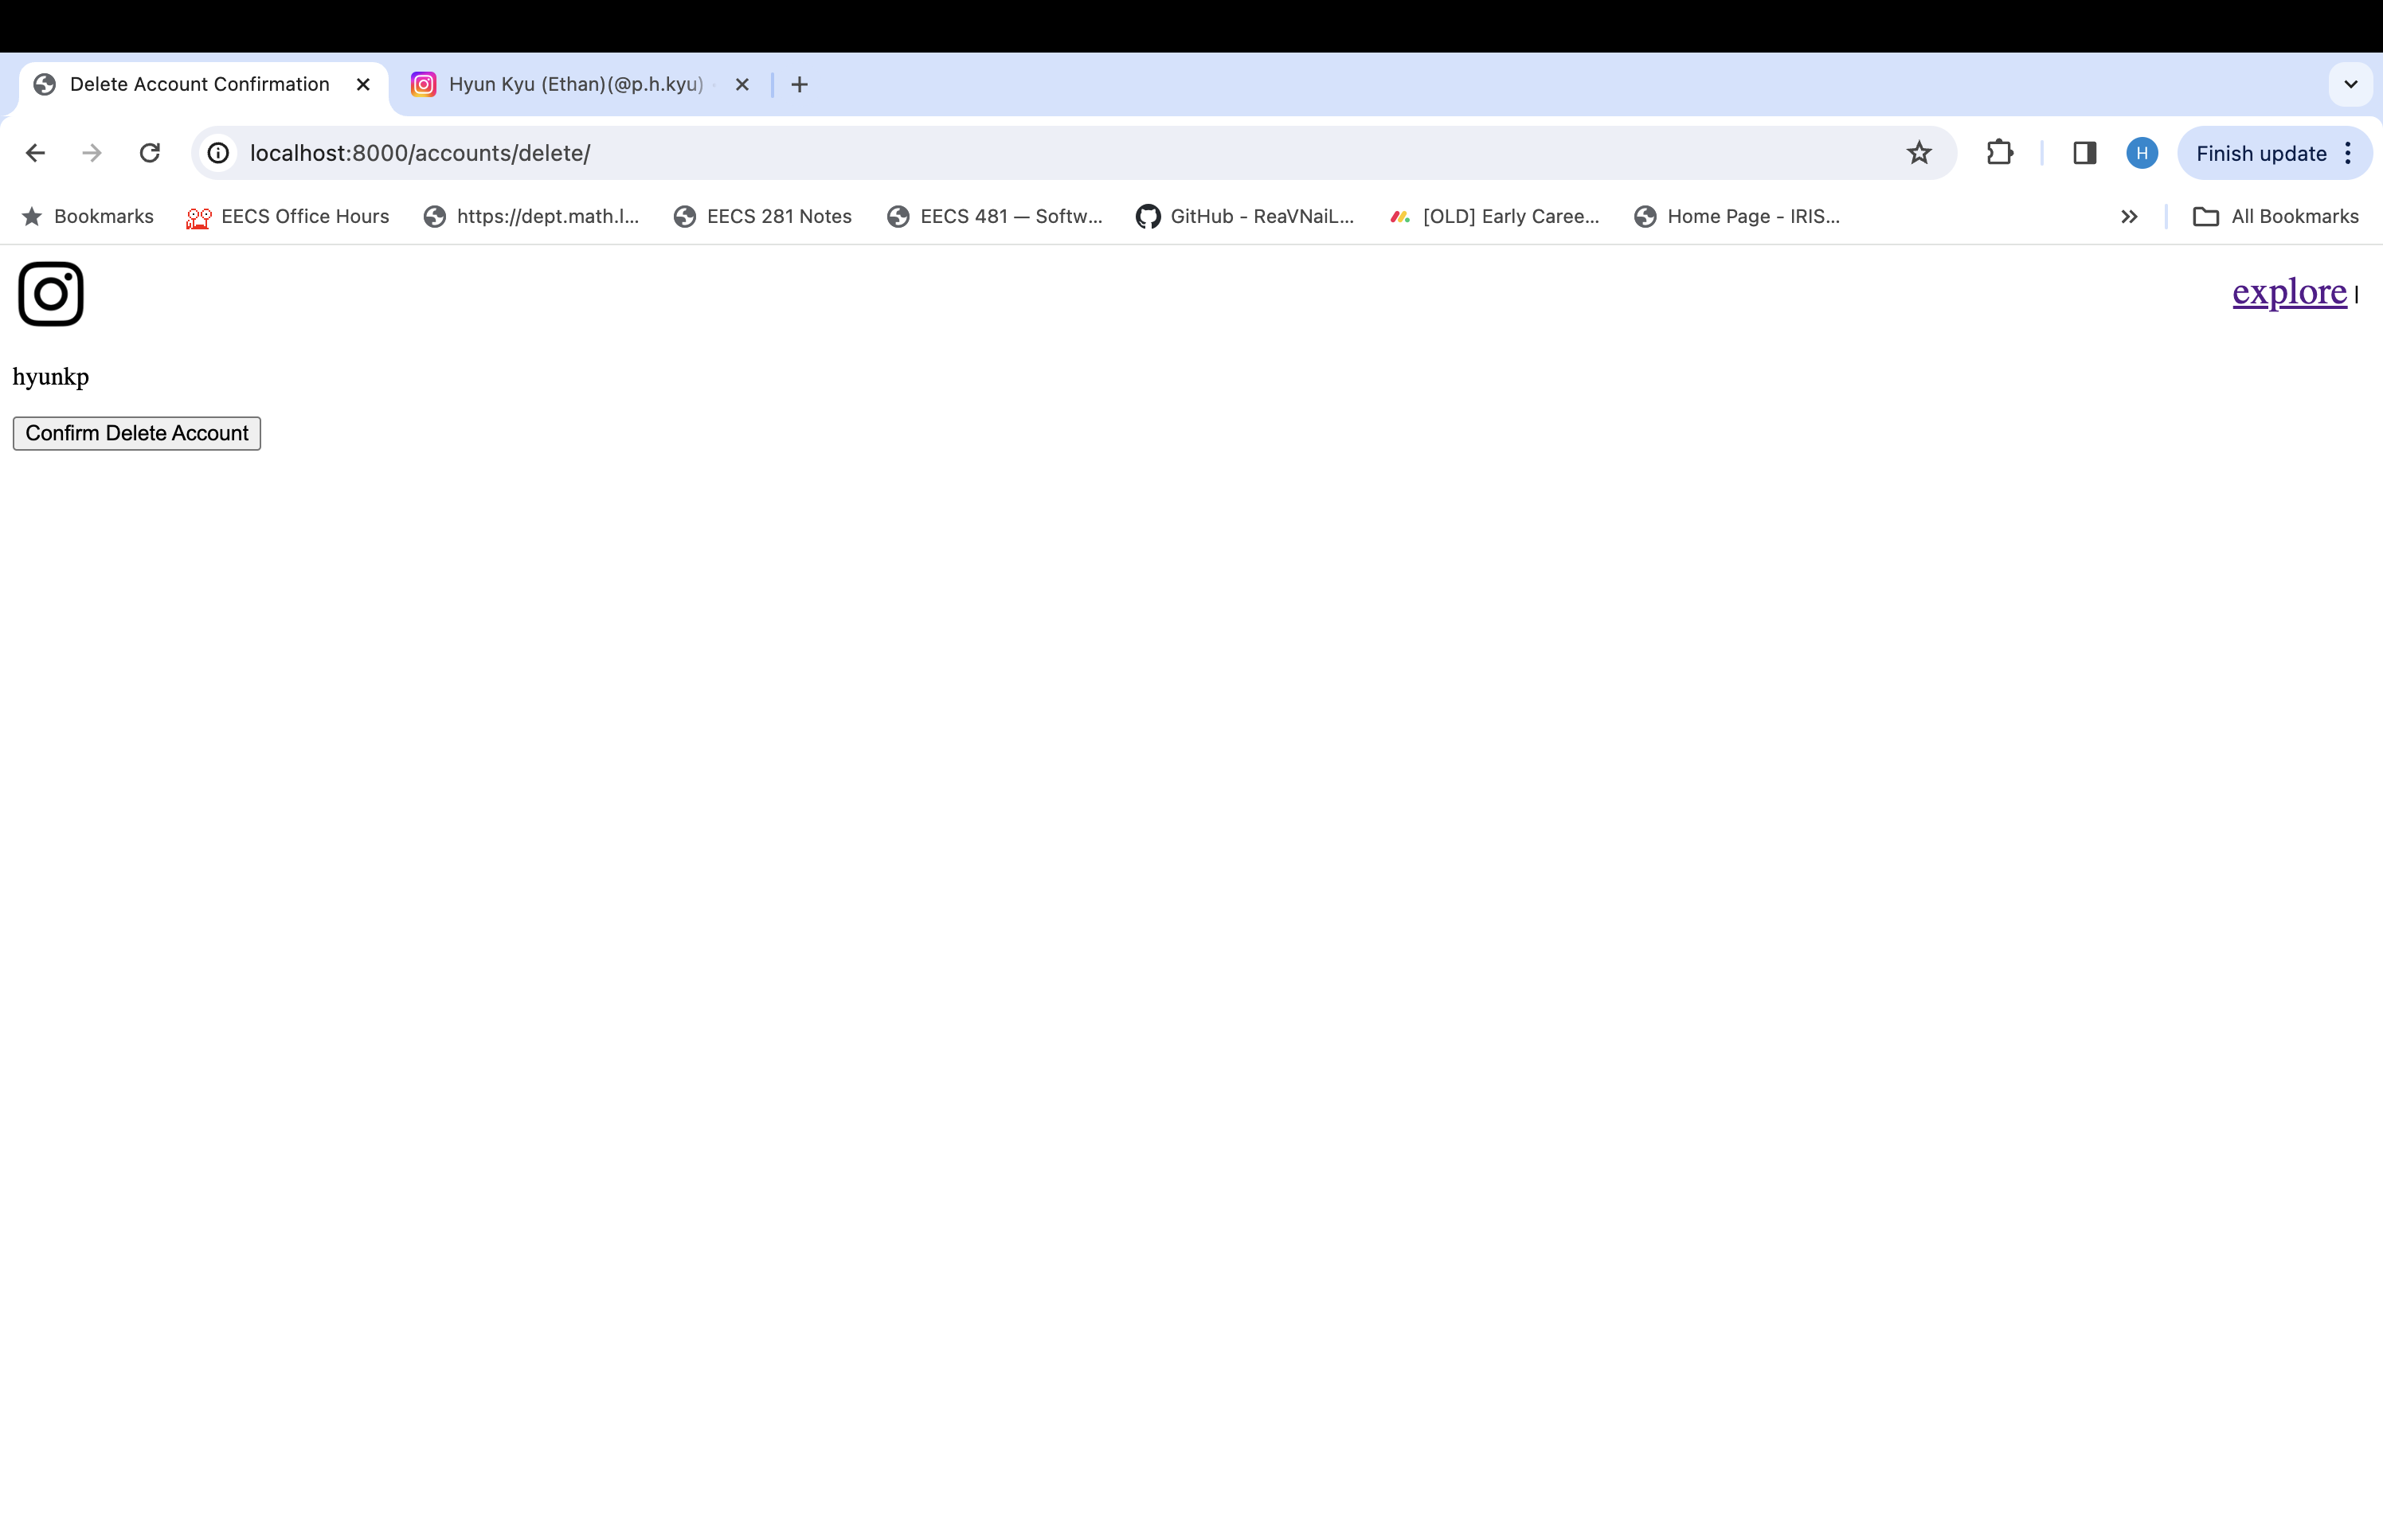 Delete Account Confirmation
Hyun Kyu (Ethan)(@p.h.kyu)
localhost:8000/accounts/delete/
H
Finish update
Bookmarks
EECS Office Hours
https://dept.math.l...
EECS 281 Notes
EECS 481 — Softw...
GitHub - ReaVNaiL...
[OLD] Early Caree...
Home Page - IRIS...
All Bookmarks
explore |
hyunkp
Confirm Delete Account